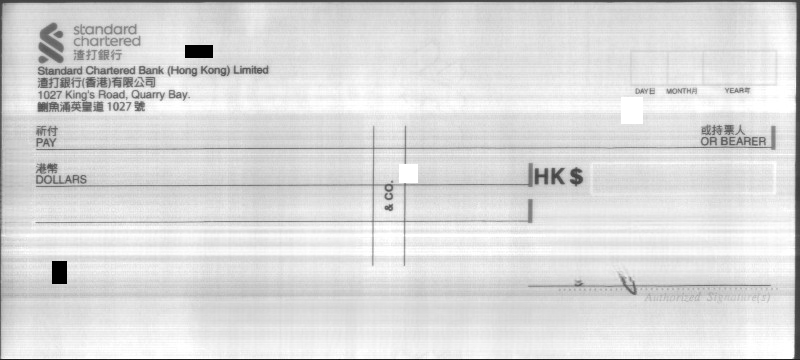 standard
chartered
渣打銀行
Standard Chartered Bank (Hong Kong) Limited
渣打銀行(香港)有限公司
1027 King's Road, Quarry Bay.
鰂魚涌英皇道 1027 號
DAY日 MONTH月 YEAR年
祈付
PAY
或持票人
OR BEARER
港幣
DOLLARS
HK $
& CO.
Authorized Signature(s)